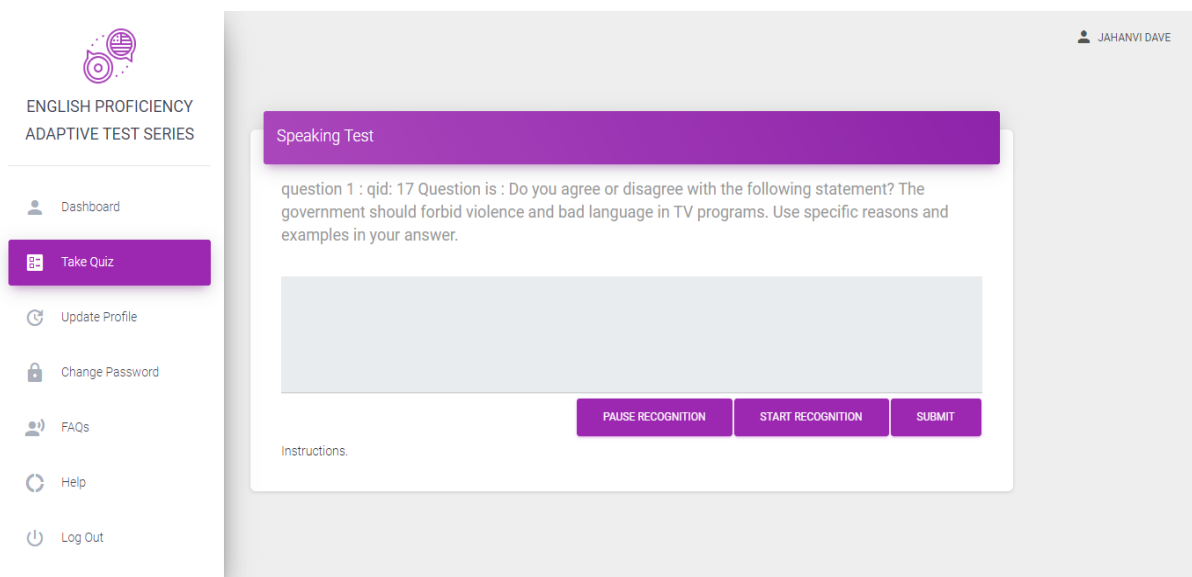 ENGLISH PROFICIENCY
ADAPTIVE TEST SERIES
Dashboard
Take Quiz
Update Profile
Change Password
FAQs
Help
Log Out
JAHANVI DAVE
Speaking Test
question 1 : qid: 17 Question is : Do you agree or disagree with the following statement? The
government should forbid violence and bad language in TV programs. Use specific reasons and
examples in your answer.
PAUSE RECOGNITION
START RECOGNITION
SUBMIT
Instructions.